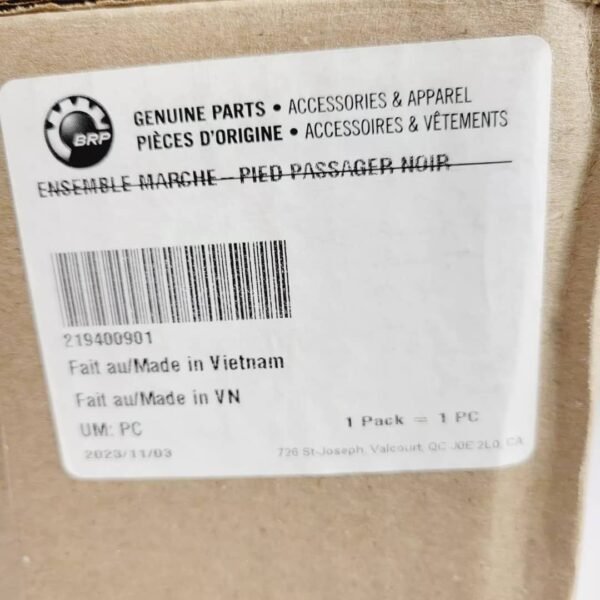 BRP
GENUINE PARTS • ACCESSORIES & APPAREL
PIÈCES D'ORIGINE • ACCESSOIRES & VÊTEMENTS
ENSEMBLE MARCHE-PIED PASSAGER NOIR
219400901
Fait au/Made in Vietnam
Fait au/Made in VN
UM: PC
1 Pack = 1 PC
2023/11/03
726 St-Joseph, Valcourt, QC J0E 2L0, CA